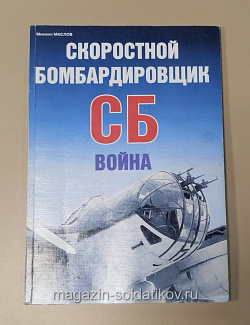 Михаил МАСЛОВ
СКОРОСТНОЙ
БОМБАРДИРОВЩИК
СБ
ВОЙНА
magazin-soldatikov.ru